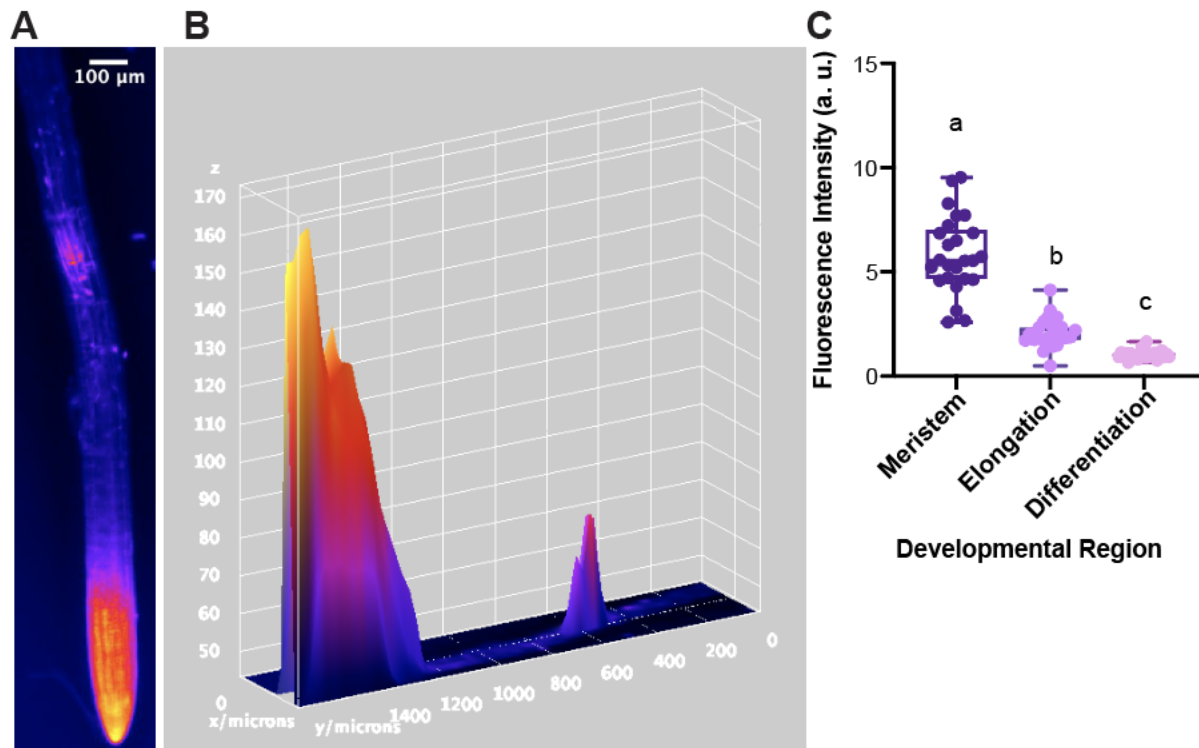 A
B
C
100 µm
z
170
160
150
140
130
120
110
100
90
80
70
60
50
0
x/microns
y/microns
1400
1200
1000
800
600
400
200
0
Fluorescence Intensity (a. u.)
15
10
5
0
a
b
c
Meristem
Elongation
Differentiation
Developmental Region